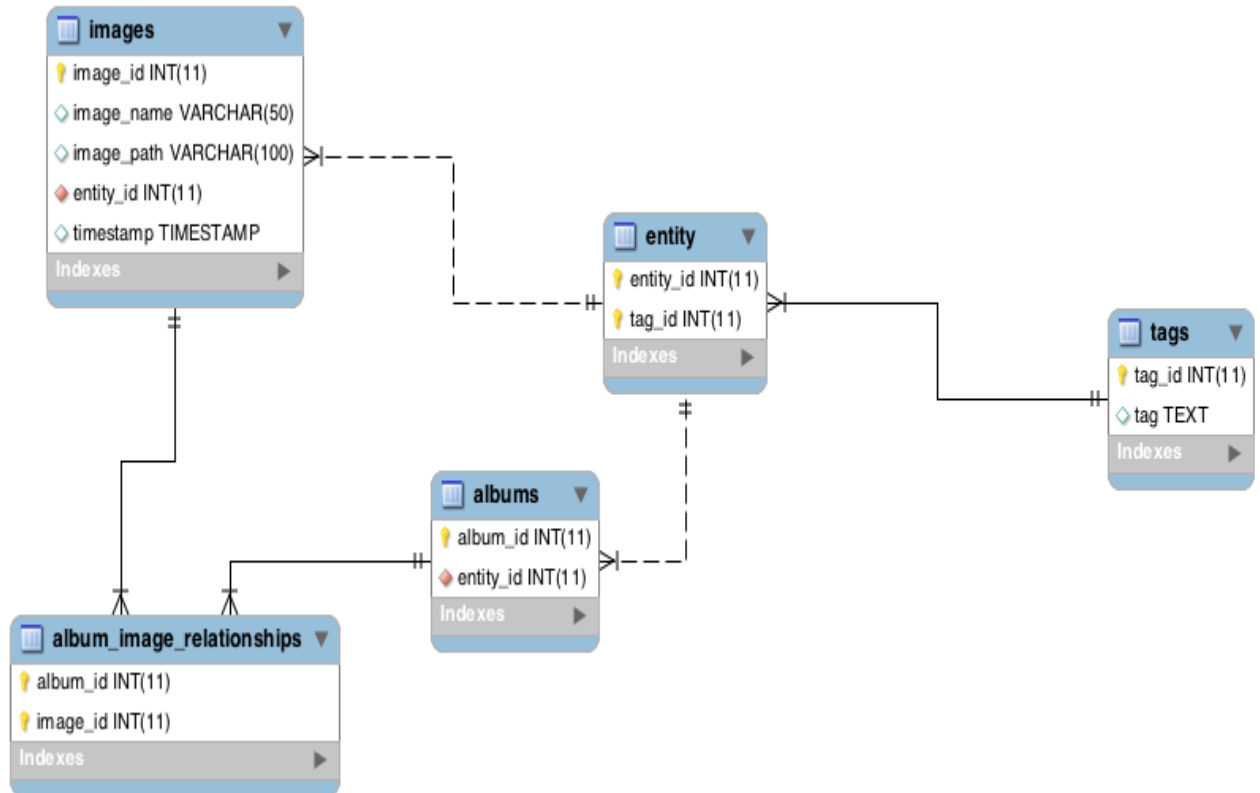 images
image_id INT(11)
image_name VARCHAR(50)
image_path VARCHAR(100)
entity_id INT(11)
timestamp TIMESTAMP
Indexes
entity
entity_id INT(11)
tag_id INT(11)
Indexes
tags
tag_id INT(11)
tag TEXT
Indexes
albums
album_id INT(11)
entity_id INT(11)
Indexes
album_image_relationships
album_id INT(11)
image_id INT(11)
Indexes